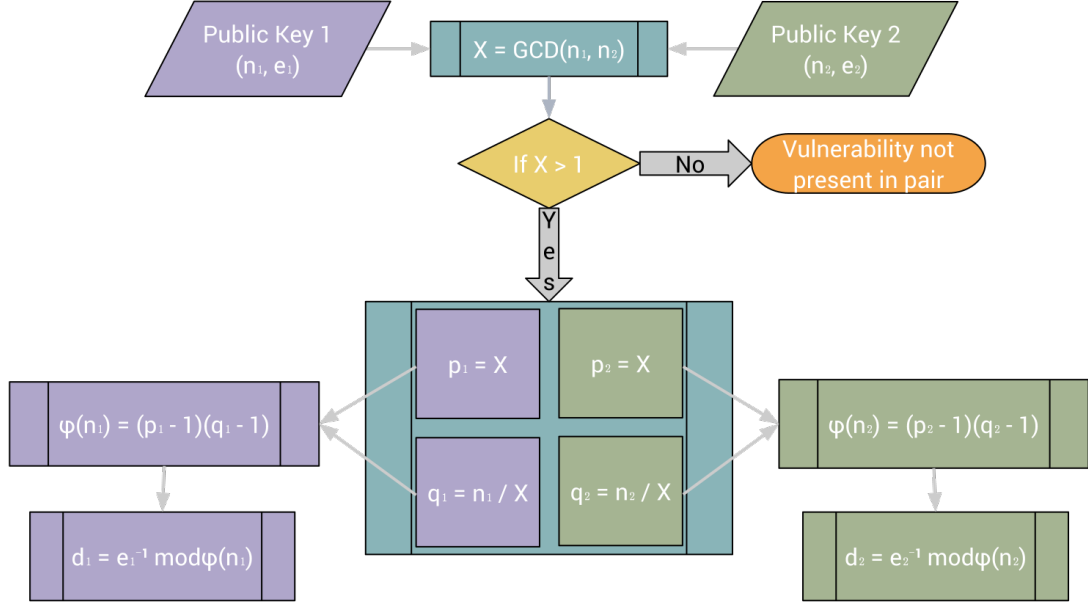 Public Key 1
(n₁, e₁)
X = GCD(n₁, n₂)
Public Key 2
(n₂, e₂)
If X > 1
No
Vulnerability not
present in pair
Yes
p₁ = X
p₂ = X
φ(n₁) = (p₁ - 1)(q₁ - 1)
φ(n₂) = (p₂ - 1)(q₂ - 1)
q₁ = n₁ / X
q₂ = n₂ / X
d₁ = e₁⁻¹ modφ(n₁)
d₂ = e₂⁻¹ modφ(n₂)